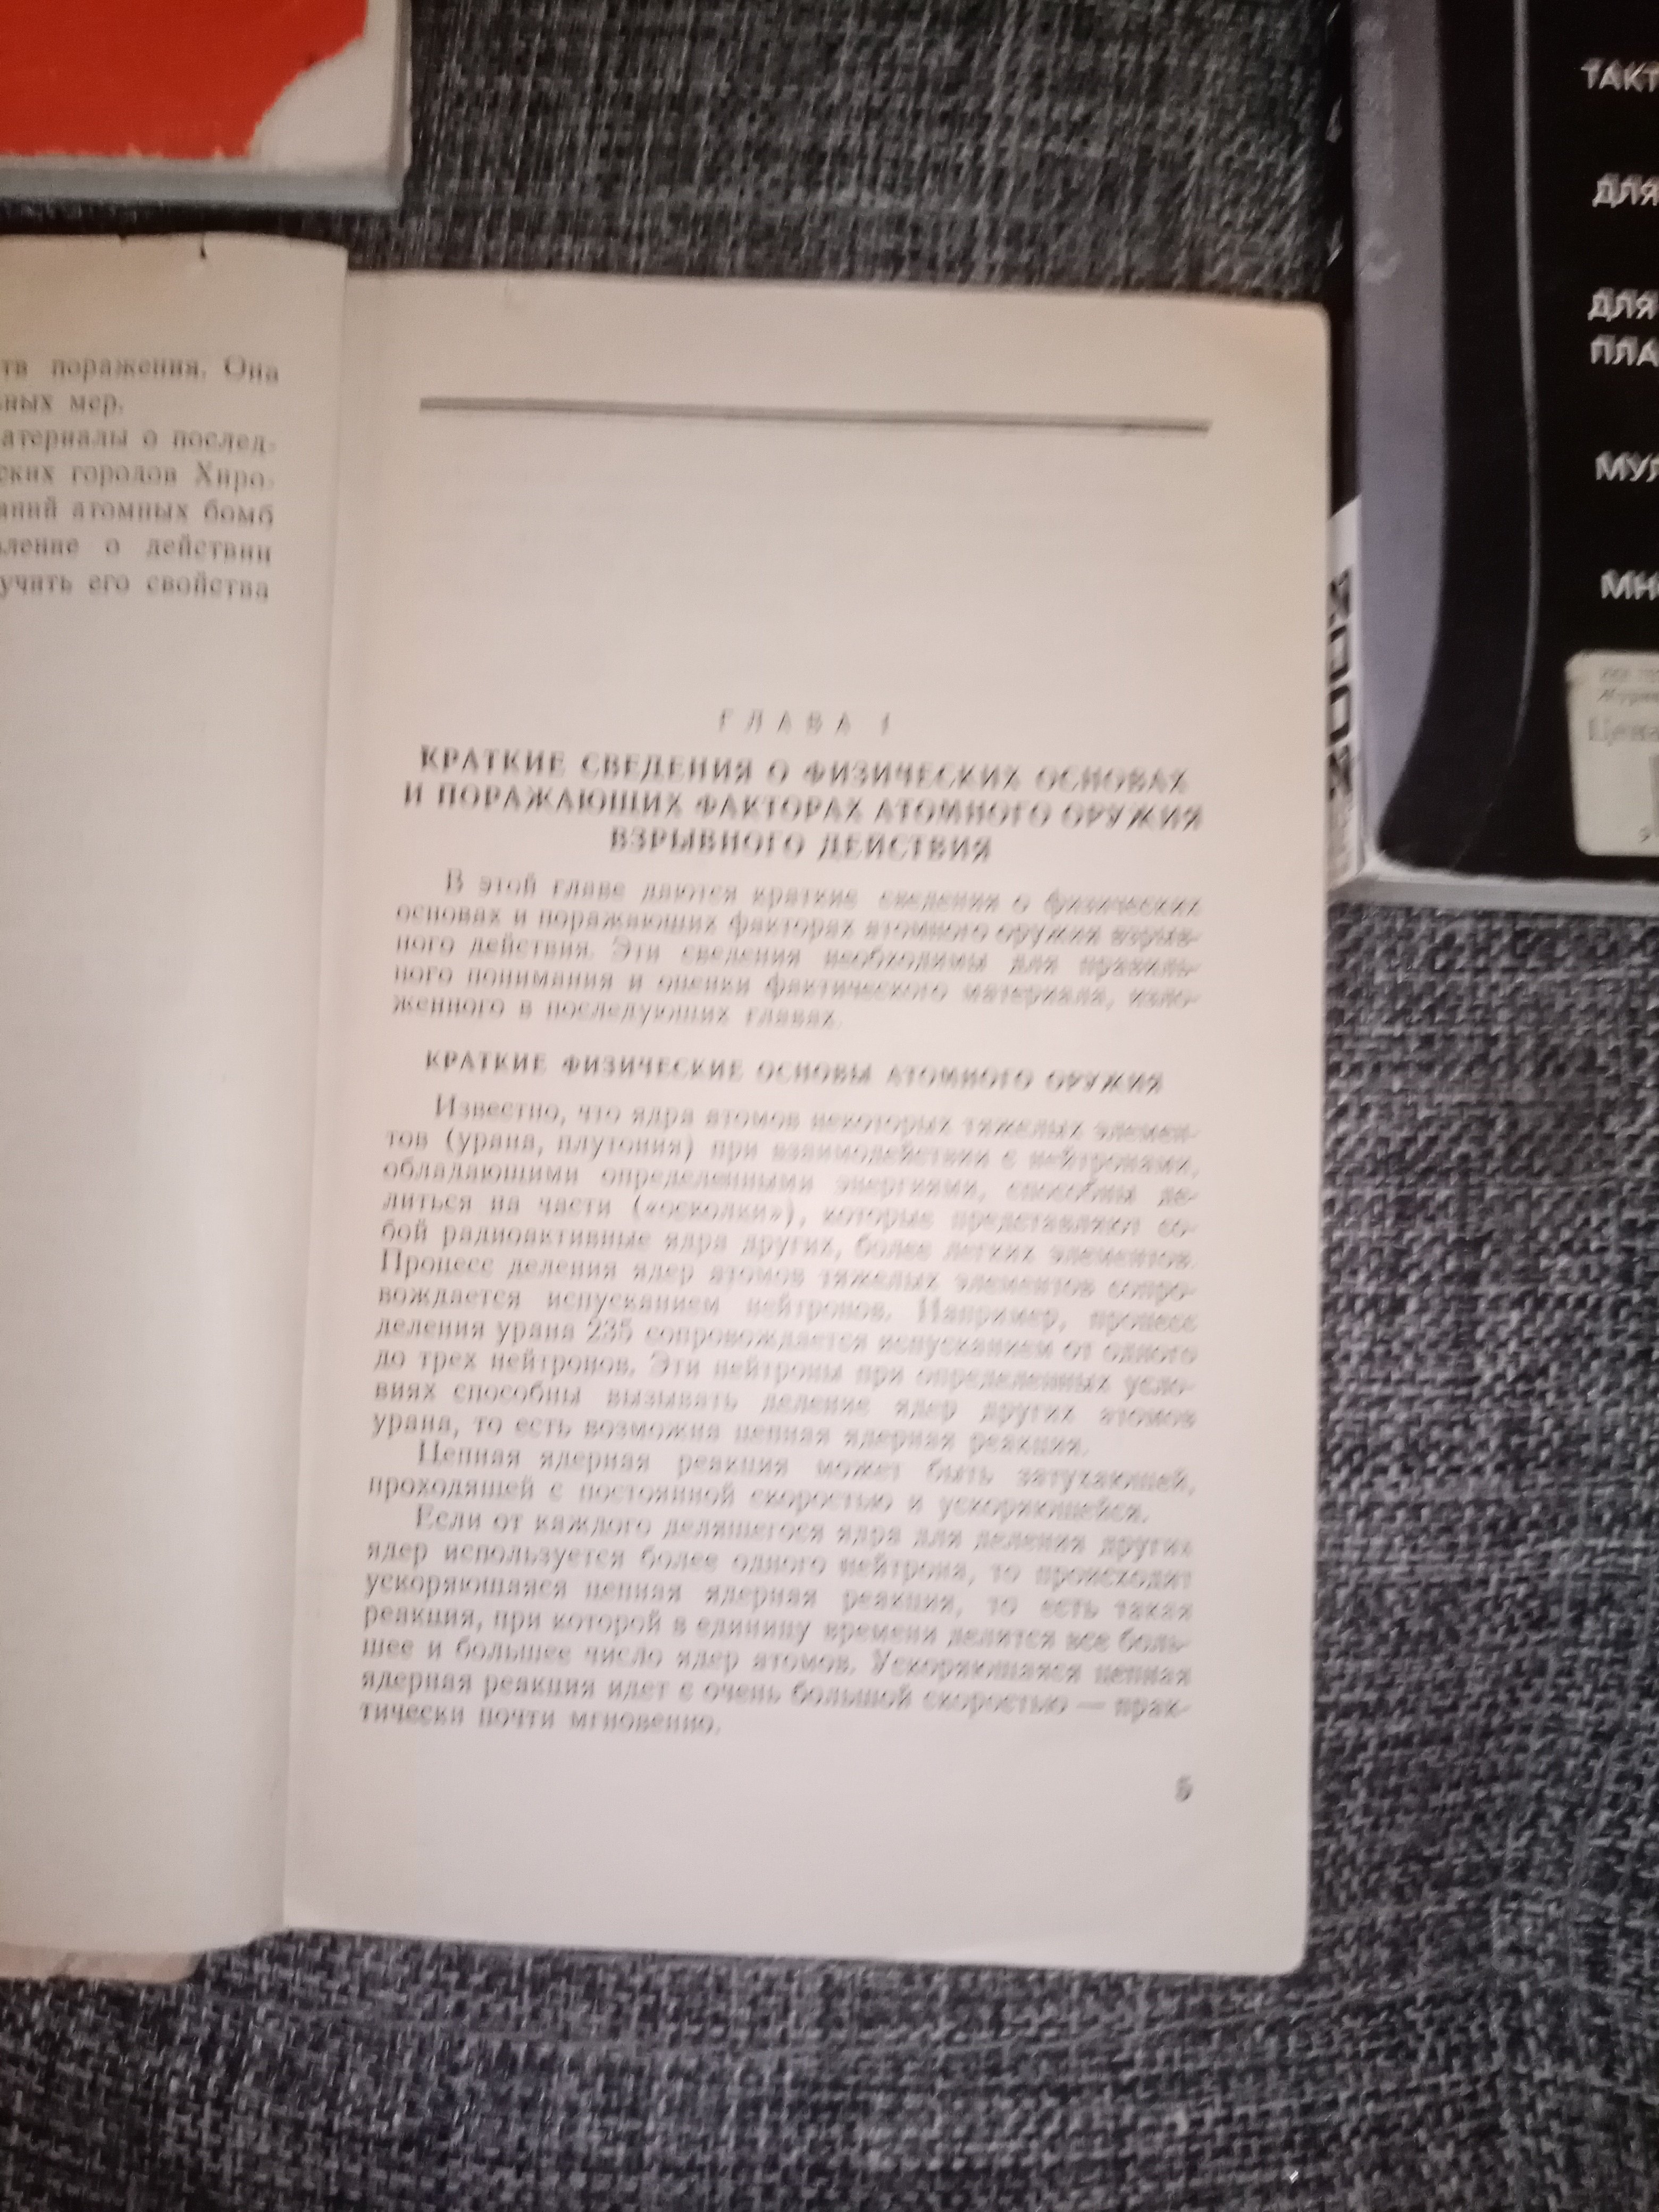 тв поражения. Она
ьных мер.
атериалы о послед-
ских городов Хиро-
аний атомных бомб
ление о действии
учить его свойства
ГЛАВА I
КРАТКИЕ СВЕДЕНИЯ О ФИЗИЧЕСКИХ ОСНОВАХ
И ПОРАЖАЮЩИХ ФАКТОРАХ АТОМНОГО ОРУЖИЯ
ВЗРЫВНОГО ДЕЙСТВИЯ
В этой главе даются краткие сведения о физических
основах и поражающих факторах атомного оружия взрыв-
ного действия. Эти сведения необходимы для правиль-
ного понимания и оценки фактического материала, изло-
женного в последующих главах.
КРАТКИЕ ФИЗИЧЕСКИЕ ОСНОВЫ АТОМНОГО ОРУЖИЯ
Известно, что ядра атомов некоторых тяжелых элемен-
тов (урана, плутония) при взаимодействии с нейтронами,
обладающими определенными энергиями, способны де-
литься на части («осколки»), которые представляют со-
бой радиоактивные ядра других, более легких элементов.
Процесс деления ядер атомов тяжелых элементов сопро-
вождается испусканием нейтронов. Например, процесс
деления урана 235 сопровождается испусканием от одного
до трех нейтронов. Эти нейтроны при определенных усло-
виях способны вызывать деление ядер других атомов
урана, то есть возможна цепная ядерная реакция.
Цепная ядерная реакция может быть затухающей,
проходящей с постоянной скоростью и ускоряющейся.
Если от каждого делящегося ядра для деления других
ядер используется более одного нейтрона, то происходит
ускоряющаяся цепная ядерная реакция, то есть такая
реакция, при которой в единицу времени делится все боль-
шее и большее число ядер атомов. Ускоряющаяся цепная
ядерная реакция идет с очень большой скоростью — прак-
тически почти мгновенно.
5
ТАКТ
ДЛЯ
ДЛЯ
ПЛА
МУЛ
МНО
Цена